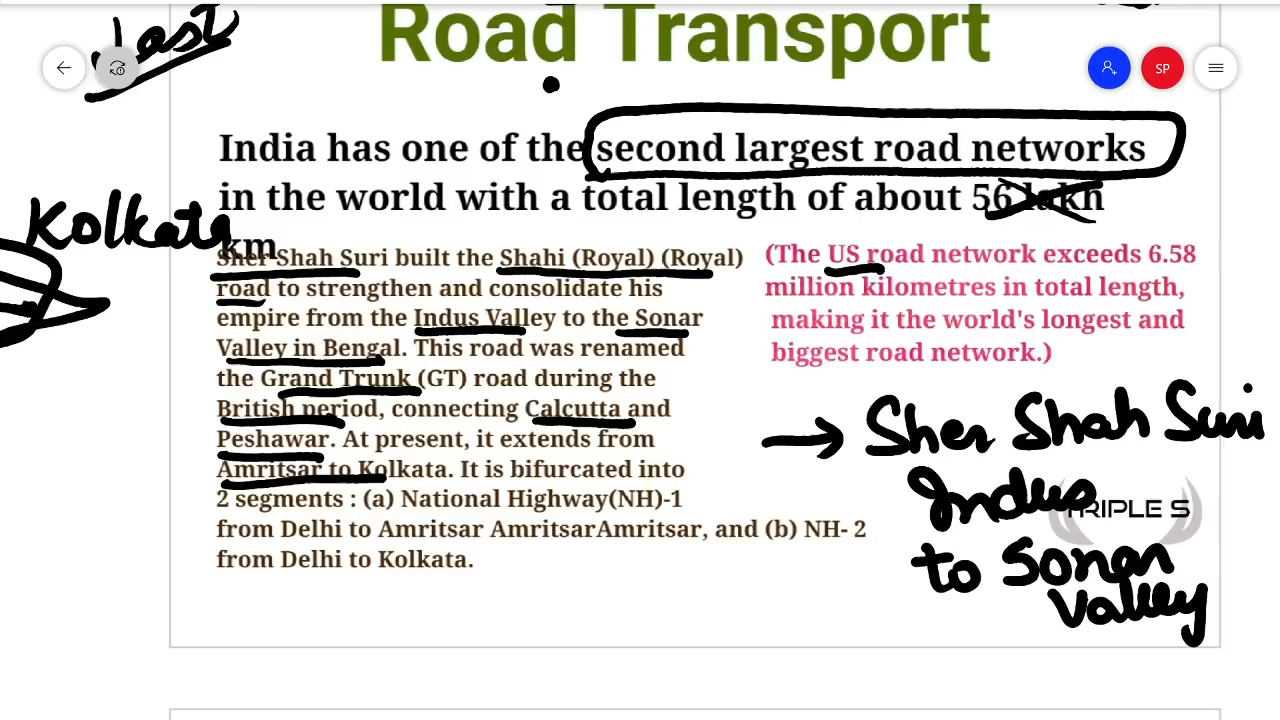 Last
Road Transport
SP
India has one of the second largest road networks
in the world with a total length of about 56 lakh
km
Kolkata
Sher Shah Suri built the Shahi (Royal) (Royal)
road to strengthen and consolidate his
empire from the Indus Valley to the Sonar
Valley in Bengal. This road was renamed
the Grand Trunk (GT) road during the
British period, connecting Calcutta and
Peshawar. At present, it extends from
Amritsar to Kolkata. It is bifurcated into
2 segments : (a) National Highway(NH)-1
from Delhi to Amritsar AmritsarAmritsar, and (b) NH- 2
from Delhi to Kolkata.
(The US road network exceeds 6.58
million kilometres in total length,
making it the world's longest and
biggest road network.)
→ Sher Shah Suri
Indus
TRIPLE S
to Sonar
Valley